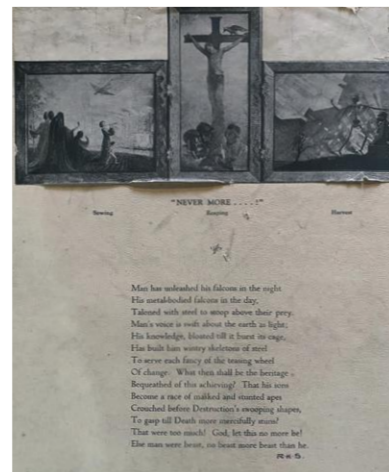 "NEVER MORE . . . . !"
Sowing Reaping Harvest
Man has unleashed his falcons in the night
His metal-bodied falcons in the day,
Taloned with steel to stoop above their prey.
Man's voice is swift about the earth as light;
His knowledge, bloated till it burst its cage,
Has built him wintry skeletons of steel
To serve each fancy of the teasing wheel
Of change. What then shall be the heritage
Bequeathed of this achieving? That his sons
Become a race of masked and stunted apes
Crouched before Destruction's swooping shapes,
To gasp till Death more mercifully stuns?
That were too much! God, let this no more be!
Else man were beast, no beast more beast than he.
R & S.